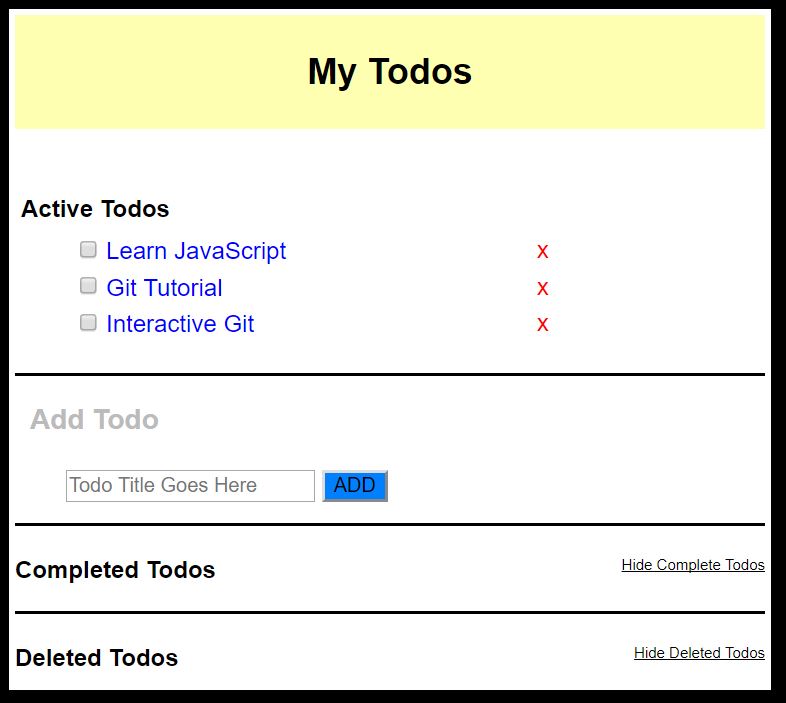 My Todos
Active Todos
Learn JavaScript x
Git Tutorial x
Interactive Git x
Add Todo
Todo Title Goes Here ADD
Completed Todos Hide Complete Todos
Deleted Todos Hide Deleted Todos